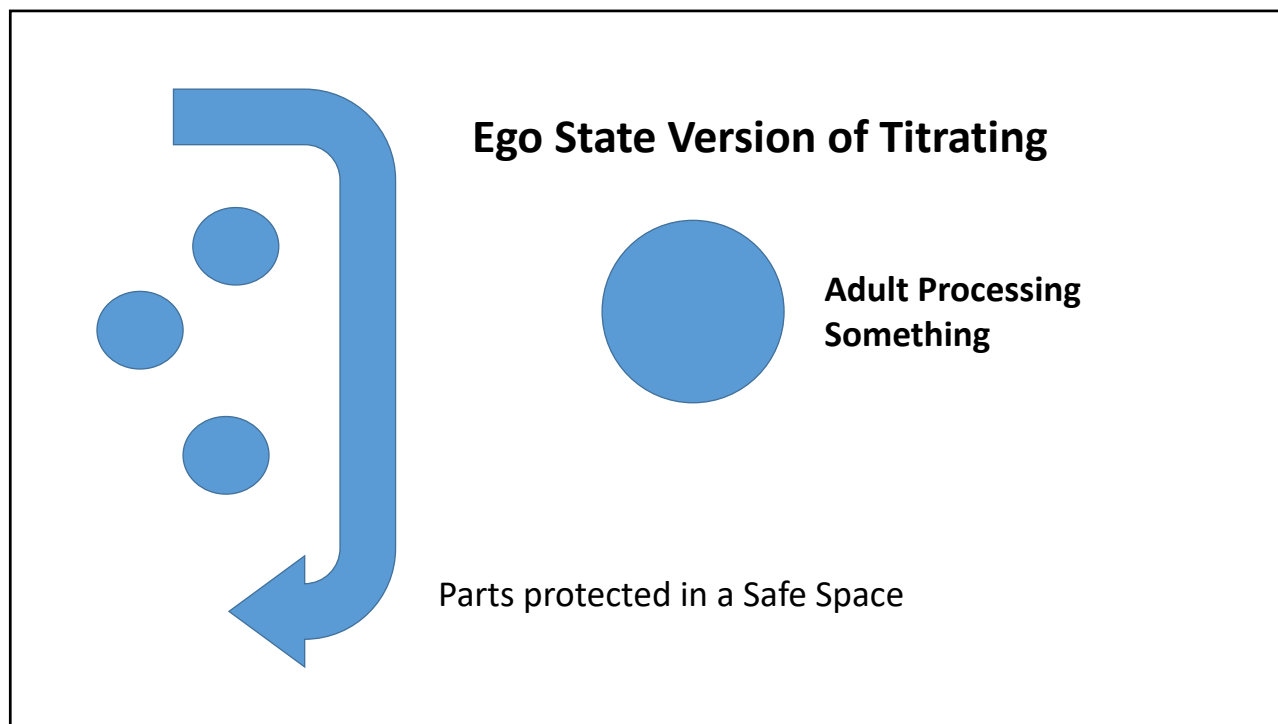 Ego State Version of Titrating
Adult Processing
Something
Parts protected in a Safe Space